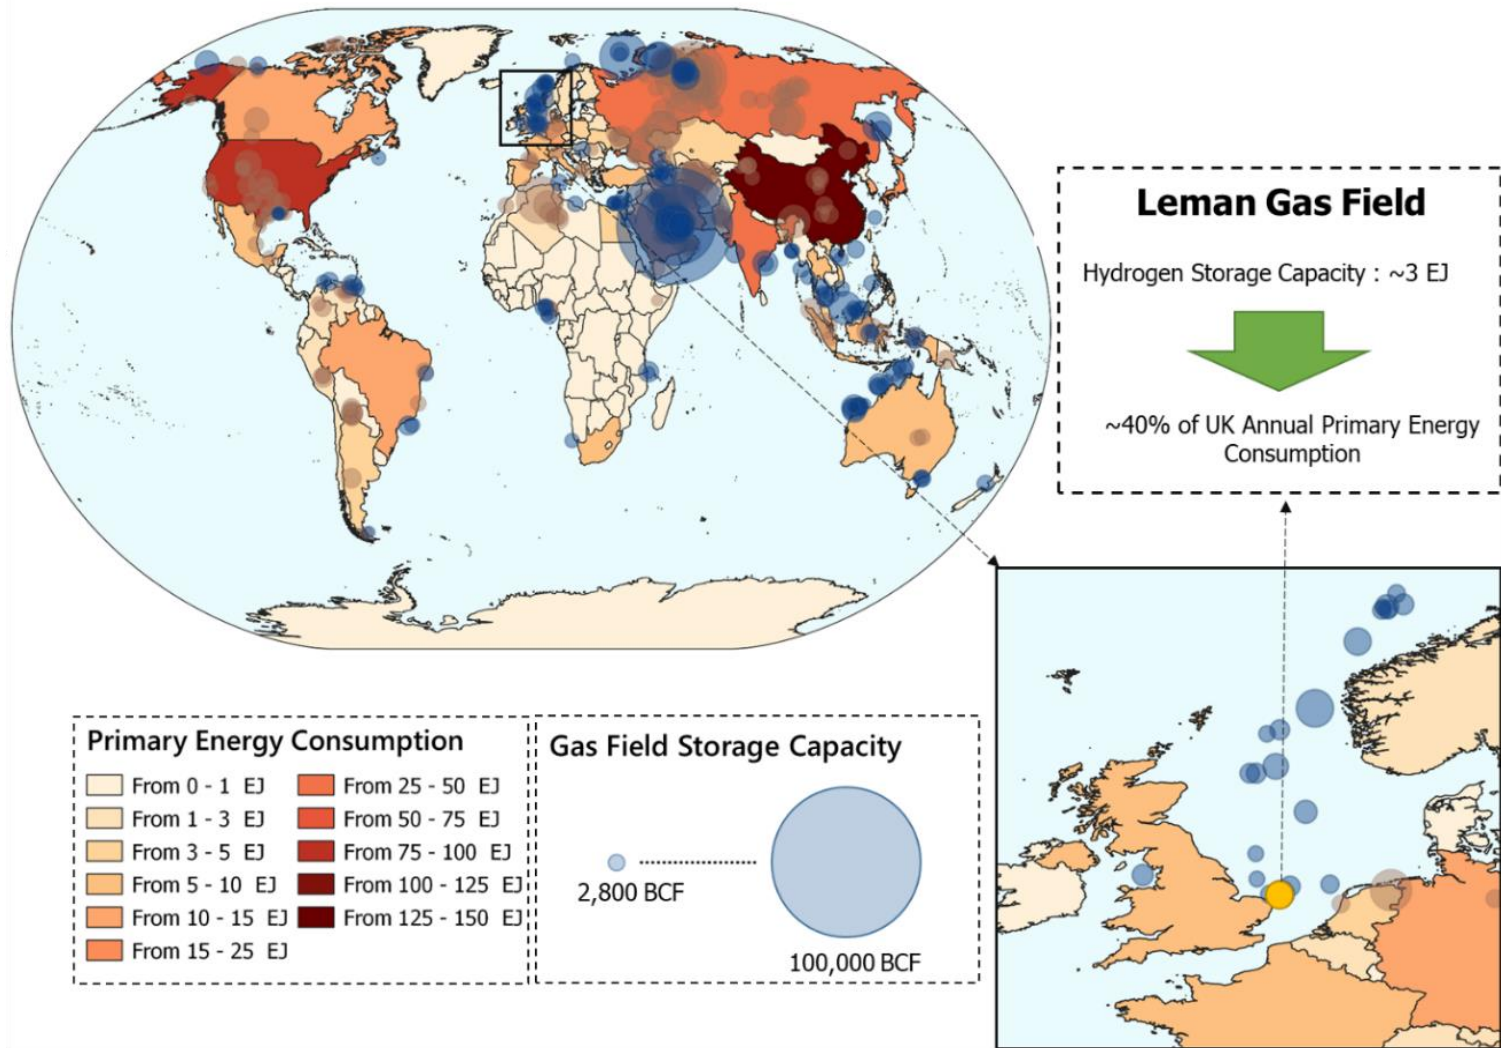 Leman Gas Field
Hydrogen Storage Capacity : ~3 EJ
~40% of UK Annual Primary Energy
Consumption
Primary Energy Consumption
From 0 - 1 EJ
From 1 - 3 EJ
From 3 - 5 EJ
From 5 - 10 EJ
From 10 - 15 EJ
From 15 - 25 EJ
From 25 - 50 EJ
From 50 - 75 EJ
From 75 - 100 EJ
From 100 - 125 EJ
From 125 - 150 EJ
Gas Field Storage Capacity
2,800 BCF
100,000 BCF